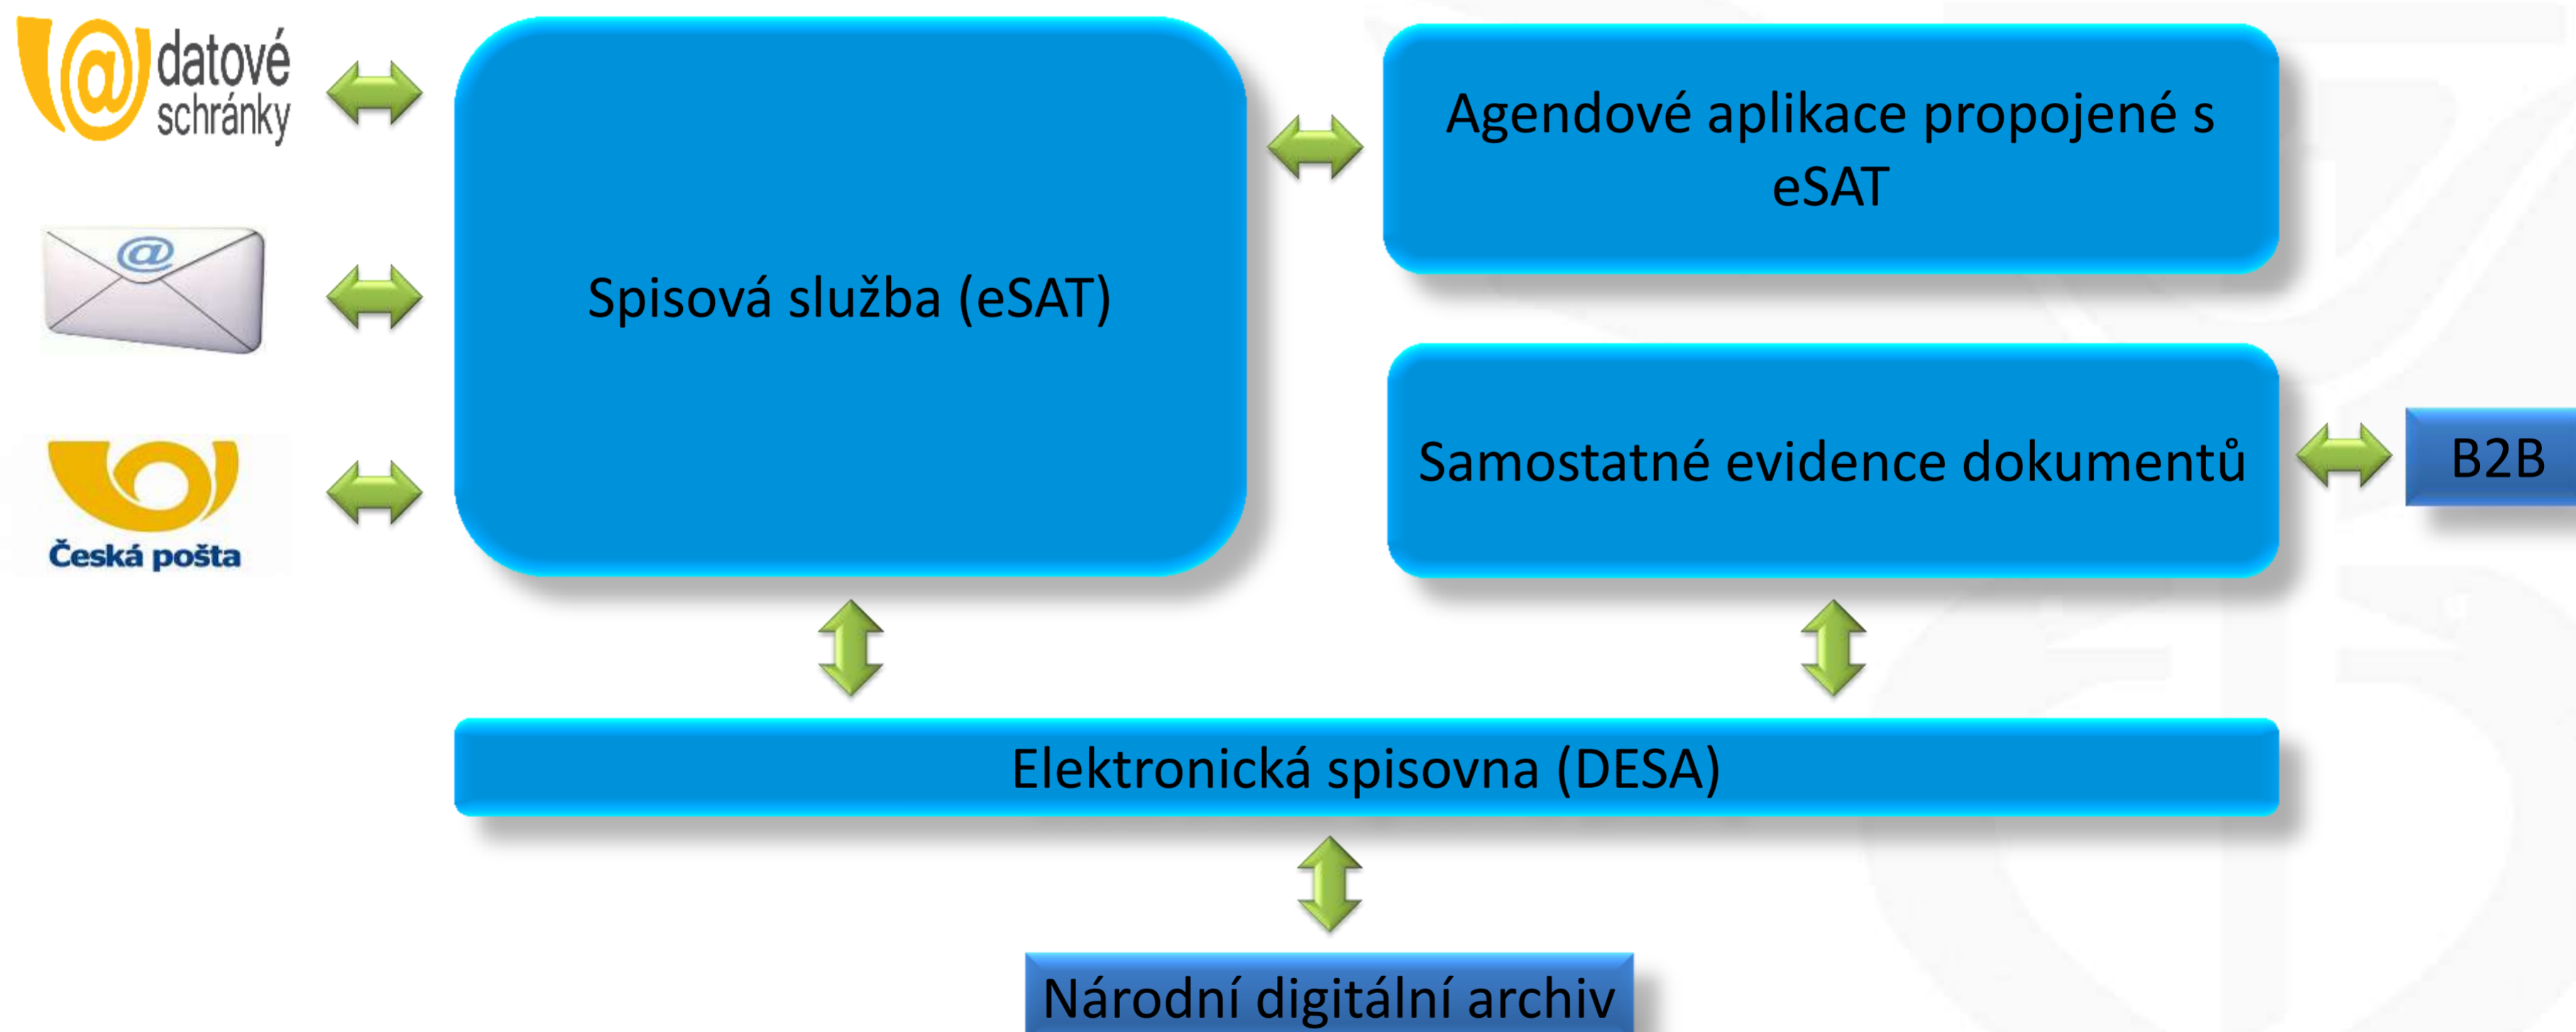 datové
schránky
@
Česká pošta
Spisová služba (eSAT)
Agendové aplikace propojené s
eSAT
Samostatné evidence dokumentů
B2B
Elektronická spisovna (DESA)
Národní digitální archiv